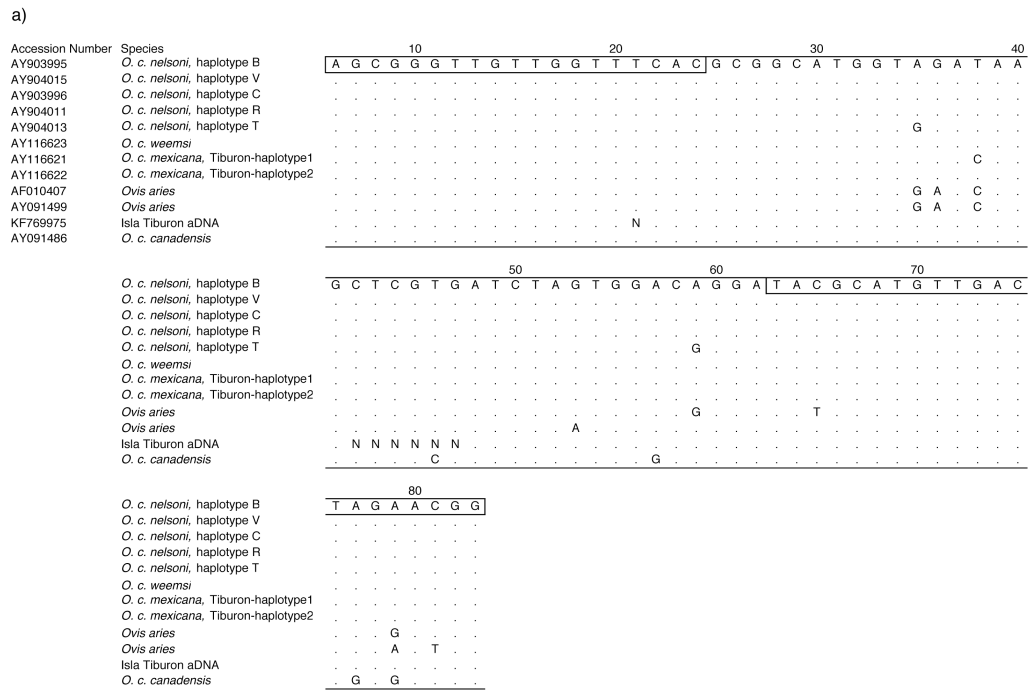 a)
Accession Number Species 10 20 30 40
AY903995 O. c. nelsoni, haplotype B A G C G G G T T G T T G G T T T C A C G C G G C A T G G T A G A T A A
AY904015 O. c. nelsoni, haplotype V . . . . . . . . . . . . . . . . . . . . . . . . . . . . . . . . . . .
AY903996 O. c. nelsoni, haplotype C . . . . . . . . . . . . . . . . . . . . . . . . . . . . . . . . . . .
AY904011 O. c. nelsoni, haplotype R . . . . . . . . . . . . . . . . . . . . . . . . . . . . . . . . . . .
AY904013 O. c. nelsoni, haplotype T . . . . . . . . . . . . . . . . . . . . . . . . . . . . . G . . . . .
AY116623 O. c. weemsi . . . . . . . . . . . . . . . . . . . . . . . . . . . . . . . . . . .
AY116621 O. c. mexicana, Tiburon-haplotype1 . . . . . . . . . . . . . . . . . . . . . . . . . . . . . . . . C . .
AY116622 O. c. mexicana, Tiburon-haplotype2 . . . . . . . . . . . . . . . . . . . . . . . . . . . . . . . . . . .
AF010407 Ovis aries . . . . . . . . . . . . . . . . . . . . . . . . . . . . . G A . C . .
AY091499 Ovis aries . . . . . . . . . . . . . . . . . . . . . . . . . . . . . G A . C . .
KF769975 Isla Tiburon aDNA . . . . . . . . . . . . . . . N . . . . . . . . . . . . . . . . . . .
AY091486 O. c. canadensis . . . . . . . . . . . . . . . . . . . . . . . . . . . . . . . . . . .
50 60 70
O. c. nelsoni, haplotype B G C T C G T G A T C T A G T G G A C A G G A T A C G C A T G T T G A C
O. c. nelsoni, haplotype V . . . . . . . . . . . . . . . . . . . . . . . . . . . . . . . . . . .
O. c. nelsoni, haplotype C . . . . . . . . . . . . . . . . . . . . . . . . . . . . . . . . . . .
O. c. nelsoni, haplotype R . . . . . . . . . . . . . . . . . . . . . . . . . . . . . . . . . . .
O. c. nelsoni, haplotype T . . . . . . . . . . . . . . . . . . G . . . . . . . . . . . . . . . .
O. c. weemsi . . . . . . . . . . . . . . . . . . . . . . . . . . . . . . . . . . .
O. c. mexicana, Tiburon-haplotype1 . . . . . . . . . . . . . . . . . . . . . . . . . . . . . . . . . . .
O. c. mexicana, Tiburon-haplotype2 . . . . . . . . . . . . . . . . . . . . . . . . . . . . . . . . . . .
Ovis aries . . . . . . . . . . . . . . . . . . G . . . . . T . . . . . . . . . .
Ovis aries . . . . . . . . . . . . A . . . . . . . . . . . . . . . . . . . . . .
Isla Tiburon aDNA . N N N N N N . . . . . . . . . . . . . . . . . . . . . . . . . . . .
O. c. canadensis . . . . . C . . . . . . . . . . G . . . . . . . . . . . . . . . . . .
80
O. c. nelsoni, haplotype B T A G A A C G G
O. c. nelsoni, haplotype V . . . . . . . .
O. c. nelsoni, haplotype C . . . . . . . .
O. c. nelsoni, haplotype R . . . . . . . .
O. c. nelsoni, haplotype T . . . . . . . .
O. c. weemsi . . . . . . . .
O. c. mexicana, Tiburon-haplotype1 . . . . . . . .
O. c. mexicana, Tiburon-haplotype2 . . . . . . . .
Ovis aries . . . G . . . .
Ovis aries . . . A . T . .
Isla Tiburon aDNA . . . . . . . .
O. c. canadensis . G . G . . . .